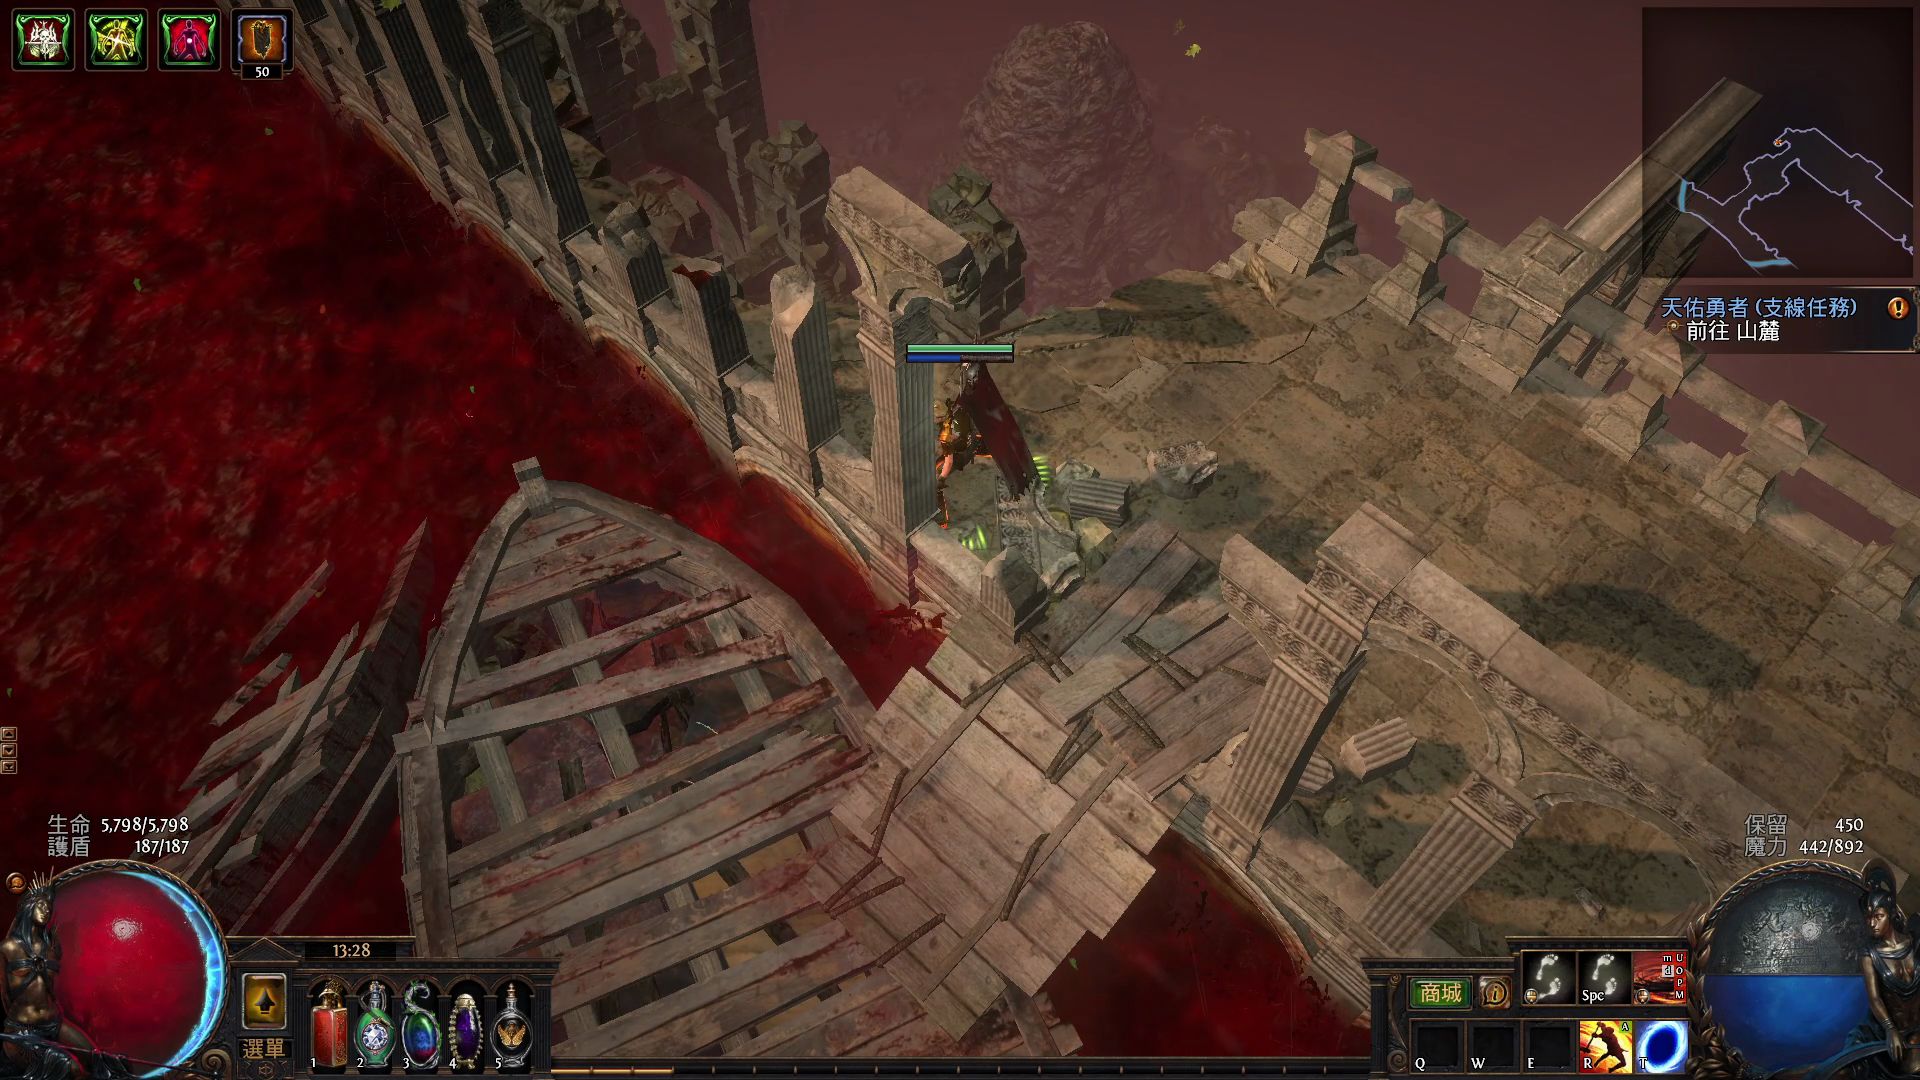 50
天佑勇者 (支線任務)
前往 山麓
生命 5,798/5,798
護盾 187/187
保留 450
魔力 442/892
13:28
選單
1
2
3
4
5
商城
Spc
m U
d O
P
M
Q
W
E
R
A
T